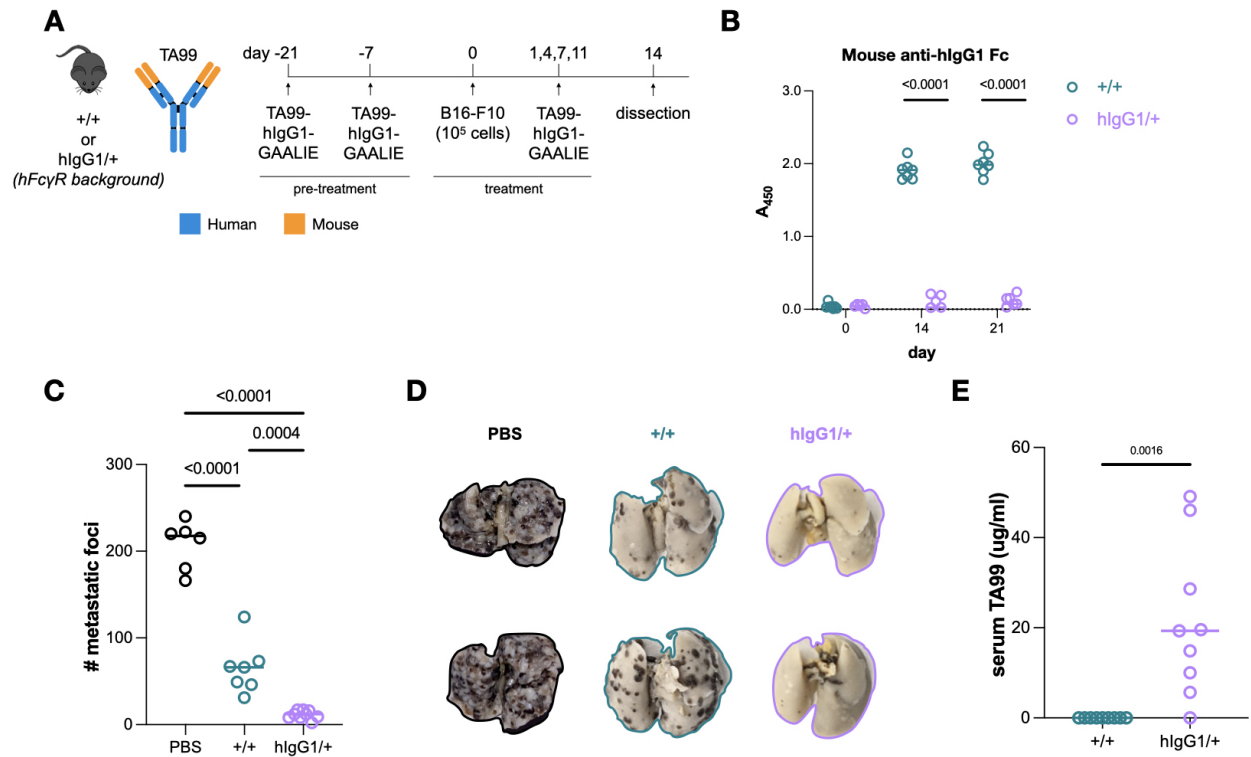 A
TA99
+/+
or
hIgG1/+
(hFcγR background)
day -21
-7
0
1,4,7,11
14
TA99-
hIgG1-
GAALIE
TA99-
hIgG1-
GAALIE
B16-F10
(10⁵ cells)
TA99-
hIgG1-
GAALIE
dissection
pre-treatment
treatment
Human
Mouse
B
Mouse anti-hIgG1 Fc
<0.0001
<0.0001
+/+
hIgG1/+
3.0
2.0
1.0
0.0
A₄₅₀
0
14
21
day
C
<0.0001
0.0004
<0.0001
300
200
100
0
# metastatic foci
PBS
+/+
hIgG1/+
D
PBS
+/+
hIgG1/+
E
0.0016
60
40
20
0
serum TA99 (ug/ml)
+/+
hIgG1/+